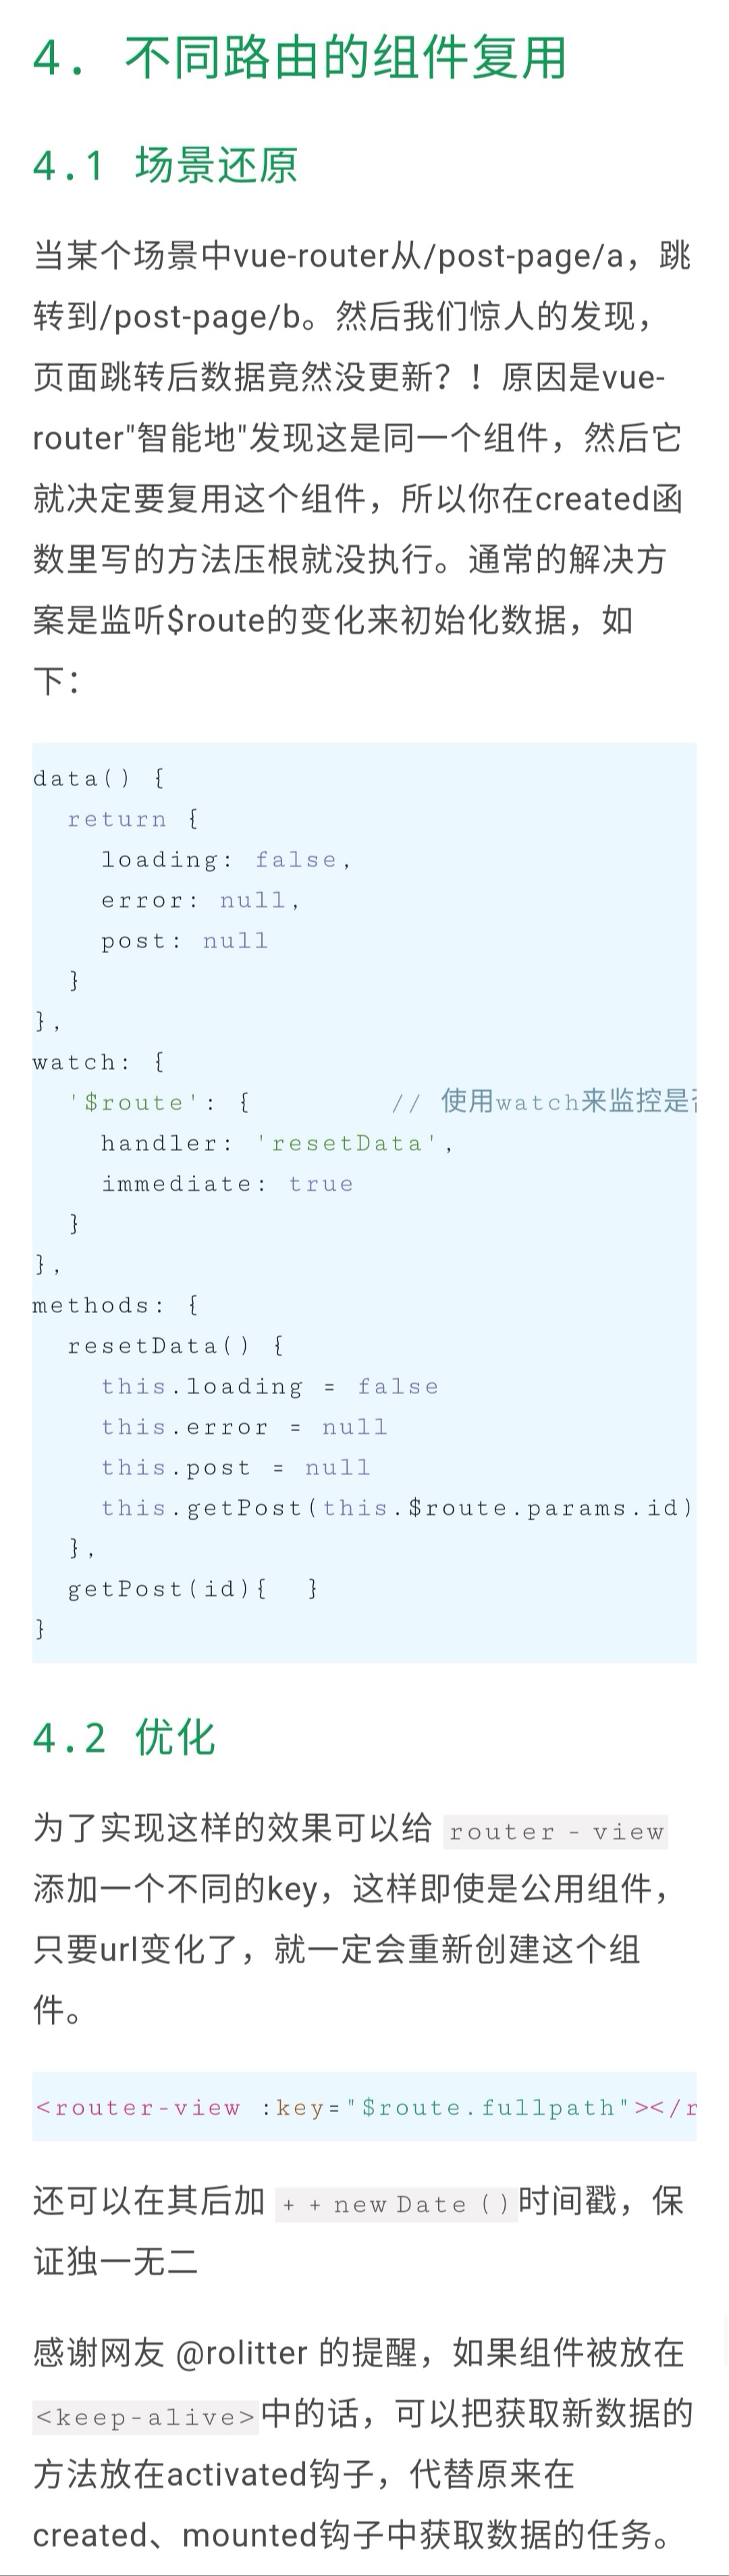 4. 不同路由的组件复用
4.1 场景还原
当某个场景中vue-router从/post-page/a，跳
转到/post-page/b。然后我们惊人的发现，
页面跳转后数据竟然没更新？！原因是vue-
router"智能地"发现这是同一个组件，然后它
就决定要复用这个组件，所以你在created函
数里写的方法压根就没执行。通常的解决方
案是监听$route的变化来初始化数据，如
下：
data() {
  return {
    loading: false,
    error: null,
    post: null
  }
},
watch: {
  '$route': {        // 使用watch来监控是否
    handler: 'resetData',
    immediate: true
  }
},
methods: {
  resetData() {
    this.loading = false
    this.error = null
    this.post = null
    this.getPost(this.$route.params.id)
  },
  getPost(id){  }
}
4.2 优化
为了实现这样的效果可以给 router-view
添加一个不同的key，这样即使是公用组件，
只要url变化了，就一定会重新创建这个组
件。
<router-view :key="$route.fullpath"></r
还可以在其后加 + +new Date()时间戳，保
证独一无二
感谢网友 @rolitter 的提醒，如果组件被放在
<keep-alive>中的话，可以把获取新数据的
方法放在activated钩子，代替原来在
created、mounted钩子中获取数据的任务。